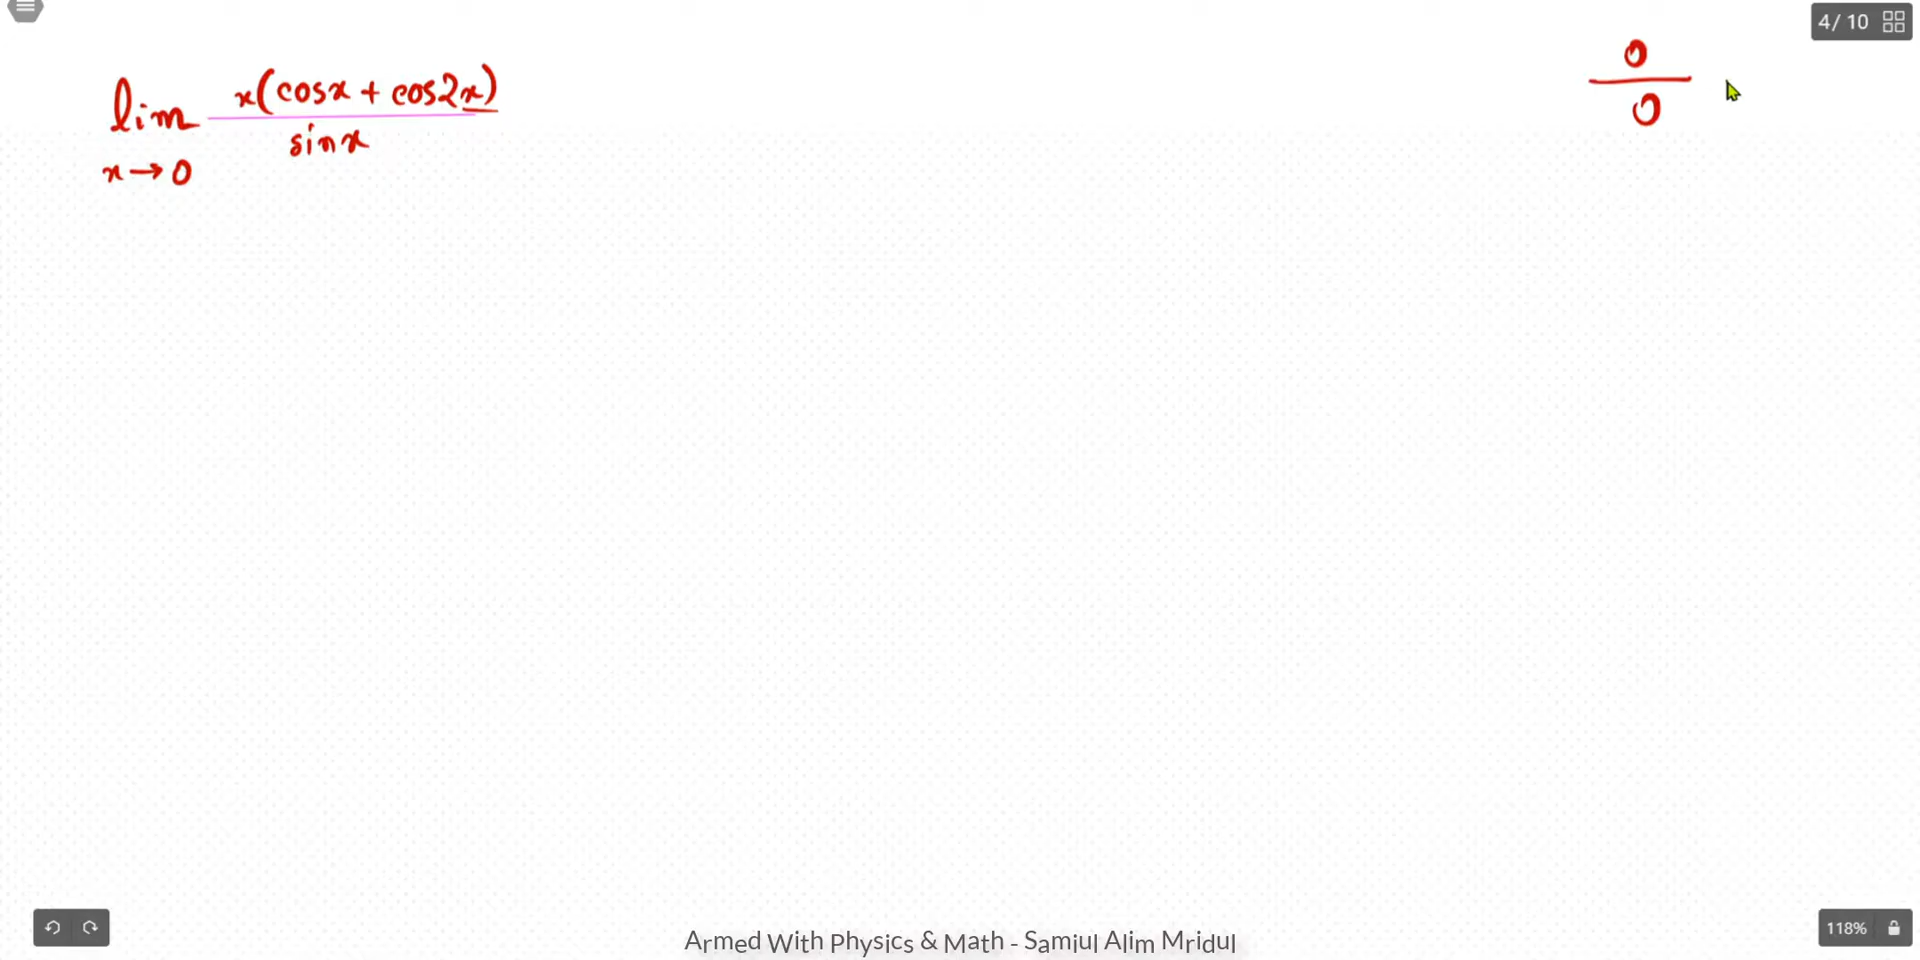 4/ 10
lim x→0 x(cosx + cos2x) / sinx
0 / 0
118%
Armed With Physics & Math - Samiul Alim Mridul